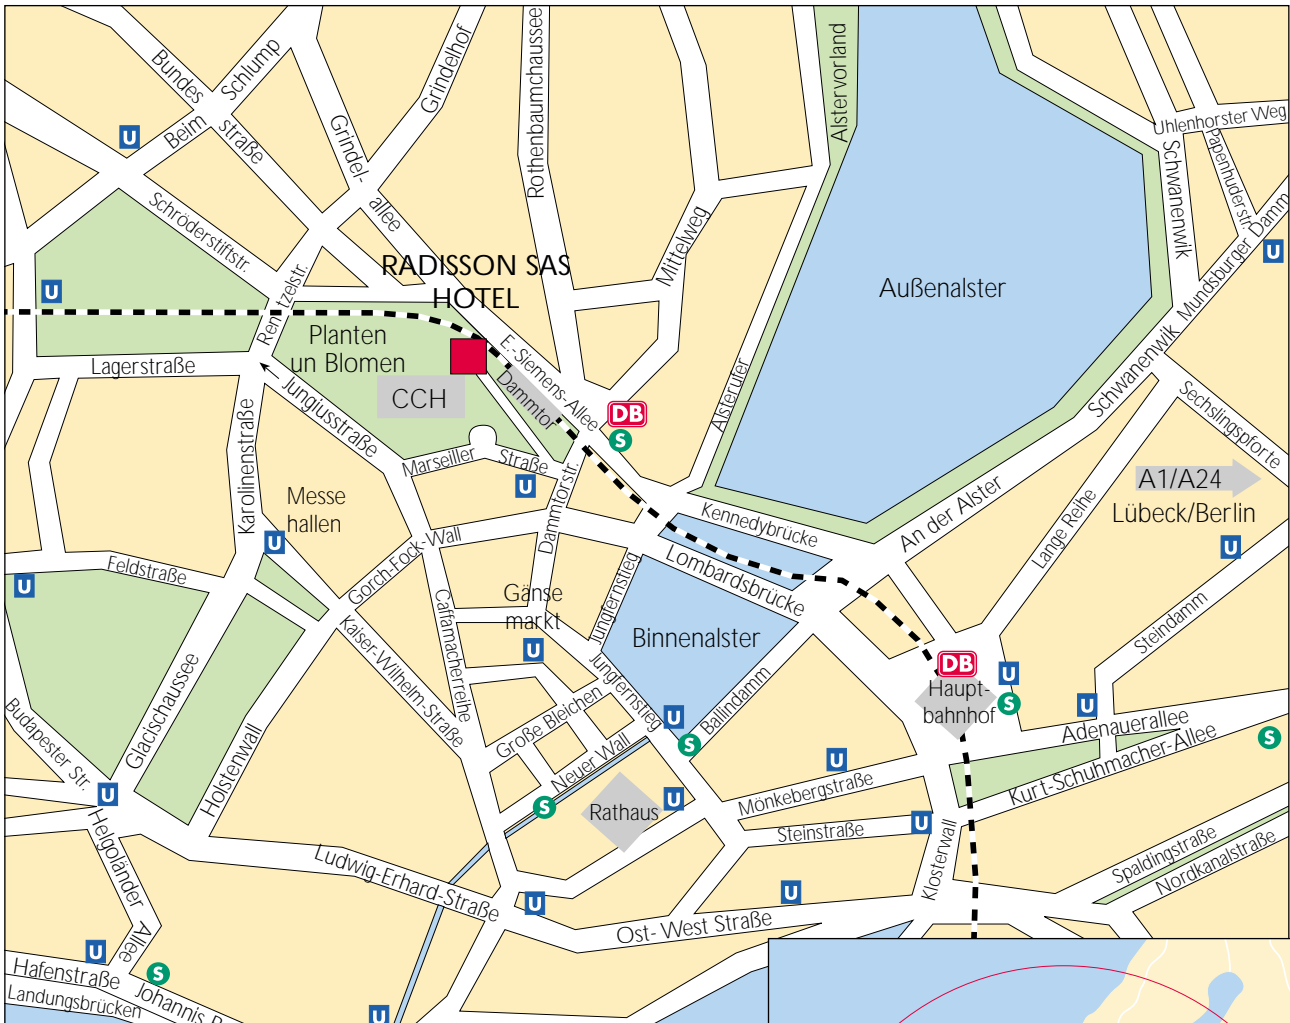 Bundes
straße
Beim
Schlump
Grindelhof
Grindel-
allee
Rothenbaumchaussee
Alstervorland
Uhlenhorster Weg
Papenhuderstr.
Schwanenwik
Mundsburger Damm
U
Schröderstiftstr.
Mittelweg
RADISSON SAS
HOTEL
Außenalster
U
U
Rentzelstr.
Planten
un Blomen
CCH
E.-Siemens-Allee
Dammtor
DB
S
Alsterufer
Schwanenwik
Sechslingspforte
Lagerstraße
Jungiusstraße
Karolinenstraße
Marseiller
Straße
U
Dammtorstr.
A1/A24
Lübeck/Berlin
U
Messe
hallen
U
Kennedybrücke
Lombardsbrücke
An der Alster
Lange Reihe
Feldstraße
U
Gorch-Fock-Wall
Gänse
markt
U
Jungfernstieg
Binnenalster
Steindamm
Caffamacherreihe
Kaiser-Wilhelm-Straße
Jungfernstieg
Ballindamm
U
S
DB
Haupt-
bahnhof
U
S
U
Adenauerallee
Kurt-Schuhmacher-Allee
S
Glacischaussee
Budapester Str.
U
Holstenwall
Große Bleichen
Neuer Wall
S
Rathaus
U
U
Mönkebergstraße
Steinstraße
U
Klosterwall
Spaldingstraße
Nordkanalstraße
Helgoländer
Allee
Ludwig-Erhard-Straße
U
U
Ost-West Straße
U
S
Hafenstraße
Johannis
Landungsbrücken
U